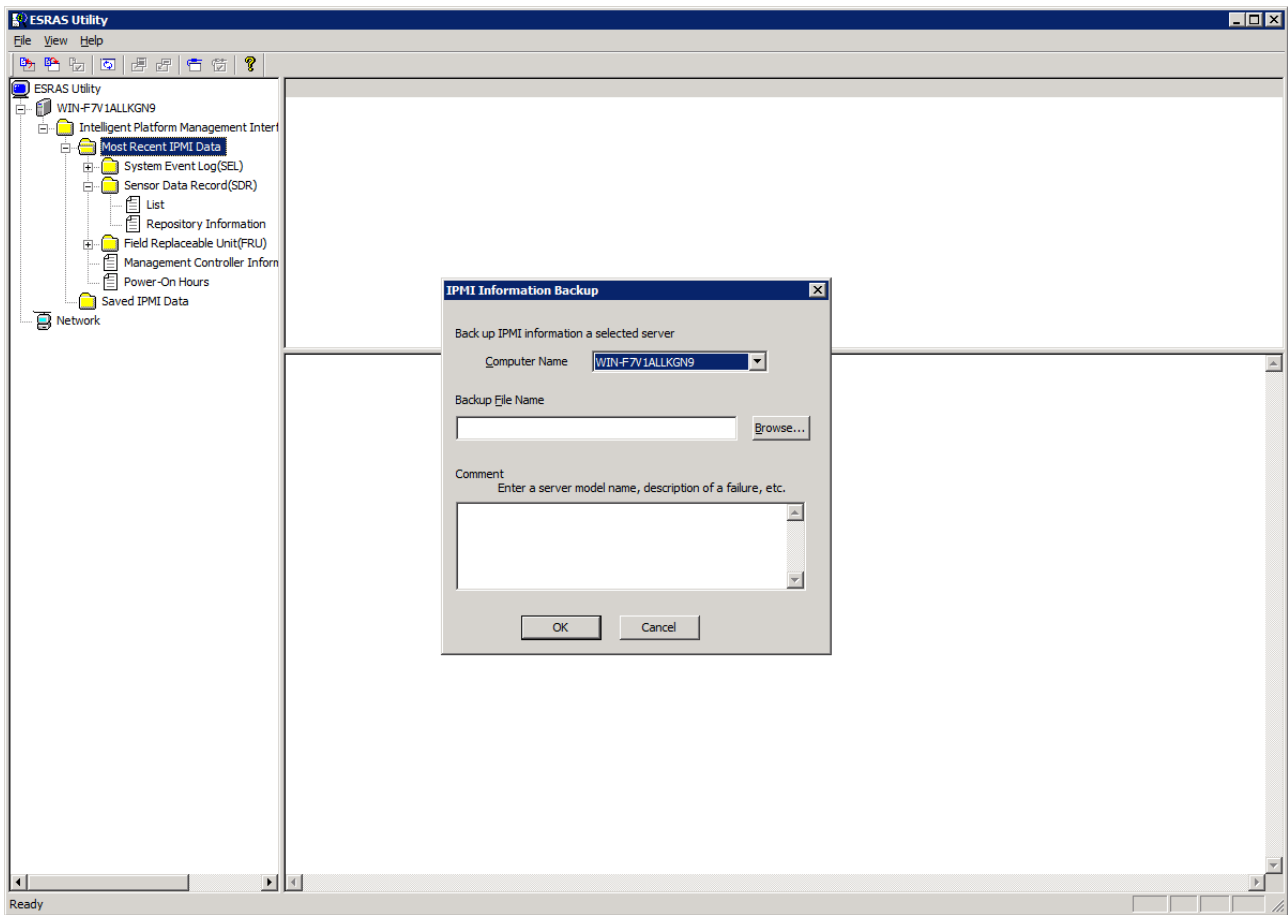 ESRAS Utility
File View Help
ESRAS Utility
WIN-F7V1ALLKGN9
Intelligent Platform Management Interf
Most Recent IPMI Data
System Event Log(SEL)
Sensor Data Record(SDR)
List
Repository Information
Field Replaceable Unit(FRU)
Management Controller Inform
Power-On Hours
Saved IPMI Data
Network
IPMI Information Backup
Back up IPMI information a selected server
Computer Name WIN-F7V1ALLKGN9
Backup File Name
Browse...
Comment
Enter a server model name, description of a failure, etc.
OK Cancel
Ready